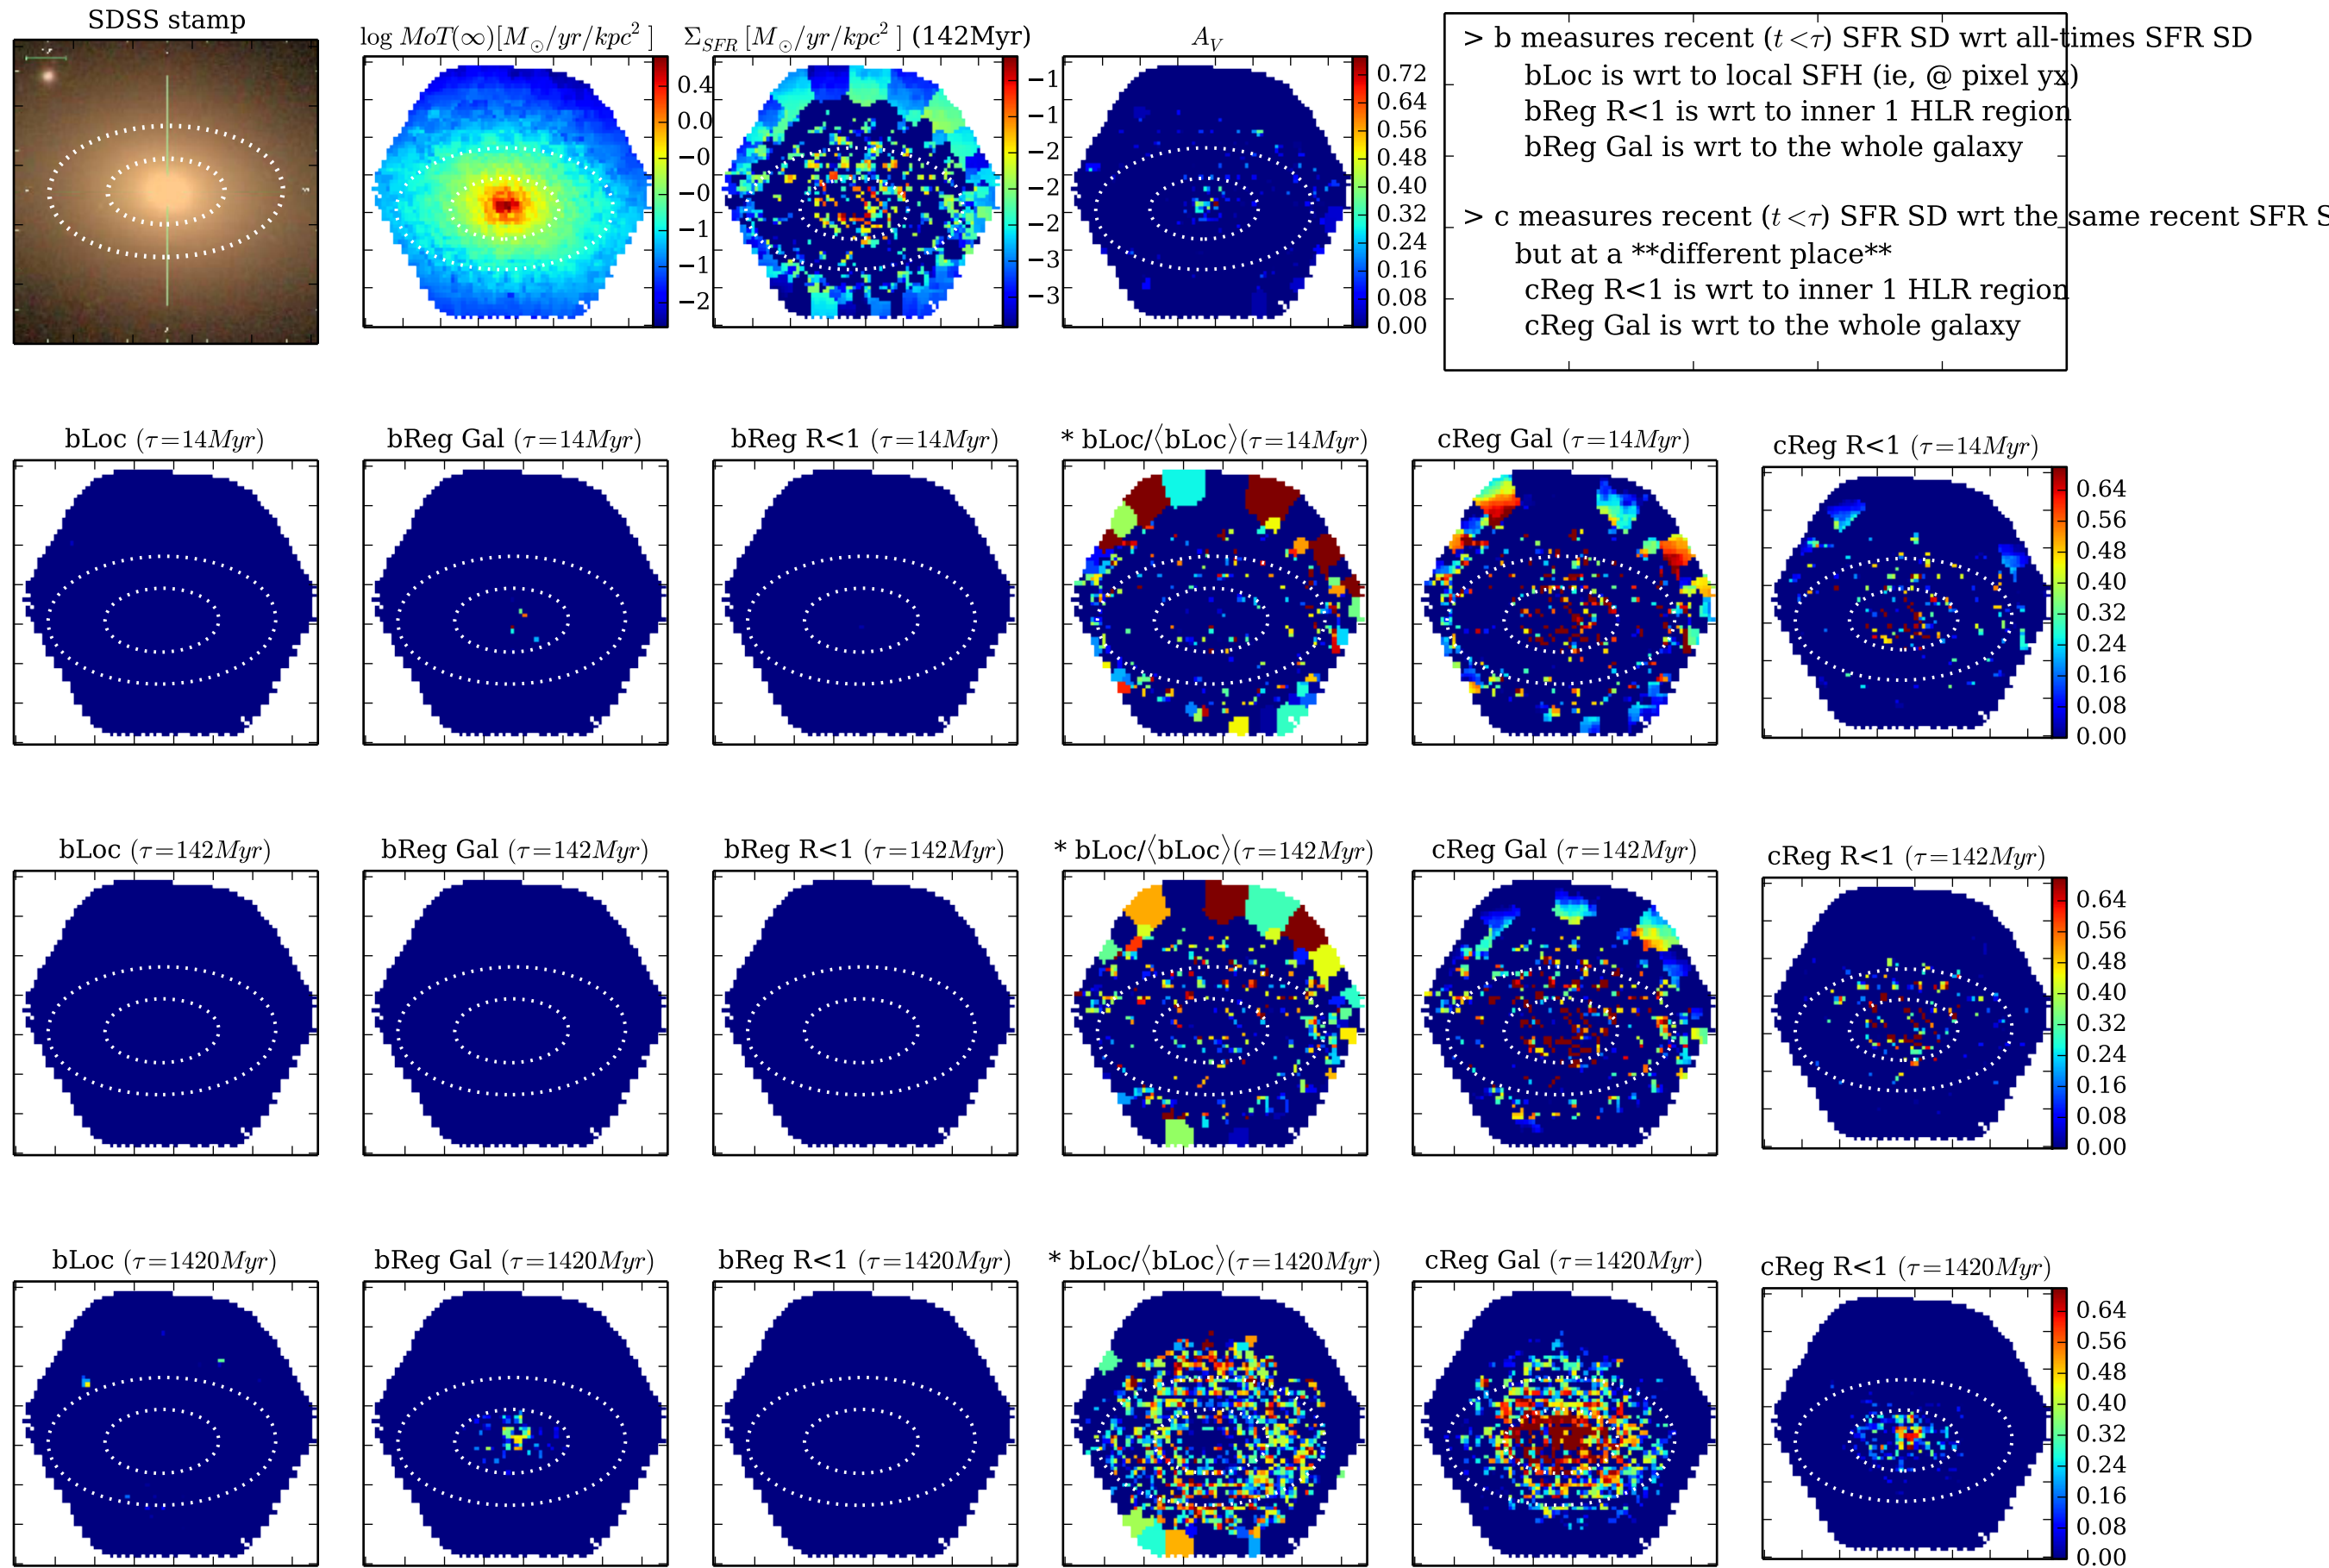 SDSS stamp
log MoT(∞)[M⊙/yr/kpc² ]
Σ_SFR [M⊙/yr/kpc² ] (142Myr)
A_V
0.4
0.0
−0
−0
−1
−1
−2
−1
−1
−2
−2
−2
−3
−3
0.72
0.64
0.56
0.48
0.40
0.32
0.24
0.16
0.08
0.00
> b measures recent (t<τ) SFR SD wrt all-times SFR SD
bLoc is wrt to local SFH (ie, @ pixel yx)
bReg R<1 is wrt to inner 1 HLR region
bReg Gal is wrt to the whole galaxy
> c measures recent (t<τ) SFR SD wrt the same recent SFR S
but at a **different place**
cReg R<1 is wrt to inner 1 HLR region
cReg Gal is wrt to the whole galaxy
bLoc (τ=14Myr)
bReg Gal (τ=14Myr)
bReg R<1 (τ=14Myr)
* bLoc/⟨bLoc⟩(τ=14Myr)
cReg Gal (τ=14Myr)
cReg R<1 (τ=14Myr)
0.64
0.56
0.48
0.40
0.32
0.24
0.16
0.08
0.00
bLoc (τ=142Myr)
bReg Gal (τ=142Myr)
bReg R<1 (τ=142Myr)
* bLoc/⟨bLoc⟩(τ=142Myr)
cReg Gal (τ=142Myr)
cReg R<1 (τ=142Myr)
0.64
0.56
0.48
0.40
0.32
0.24
0.16
0.08
0.00
bLoc (τ=1420Myr)
bReg Gal (τ=1420Myr)
bReg R<1 (τ=1420Myr)
* bLoc/⟨bLoc⟩(τ=1420Myr)
cReg Gal (τ=1420Myr)
cReg R<1 (τ=1420Myr)
0.64
0.56
0.48
0.40
0.32
0.24
0.16
0.08
0.00